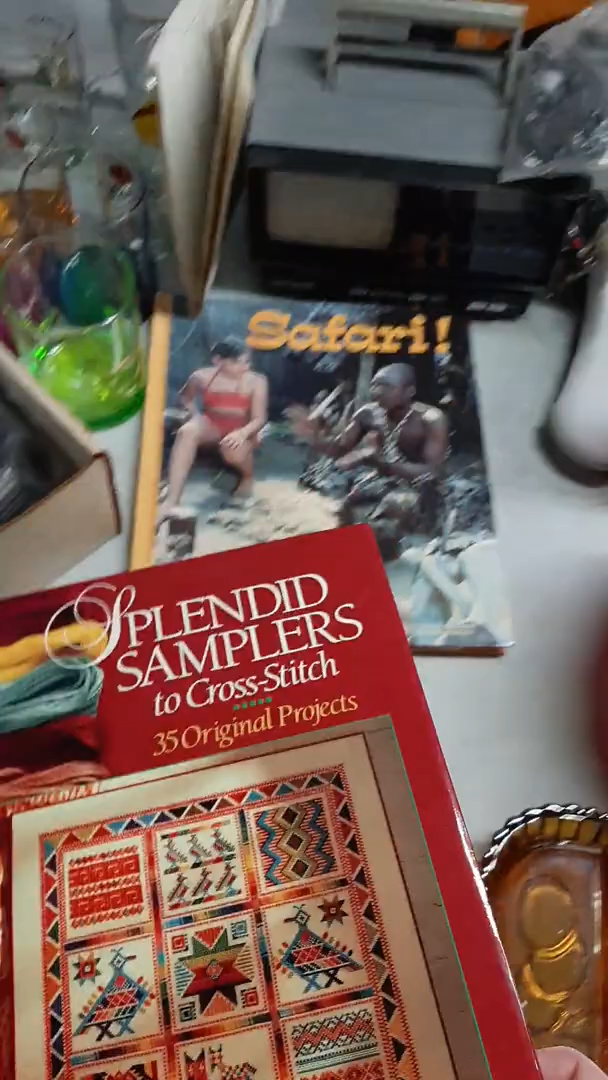 Safari!
SPLENDID
SAMPLERS
to Cross-Stitch
35 Original Projects